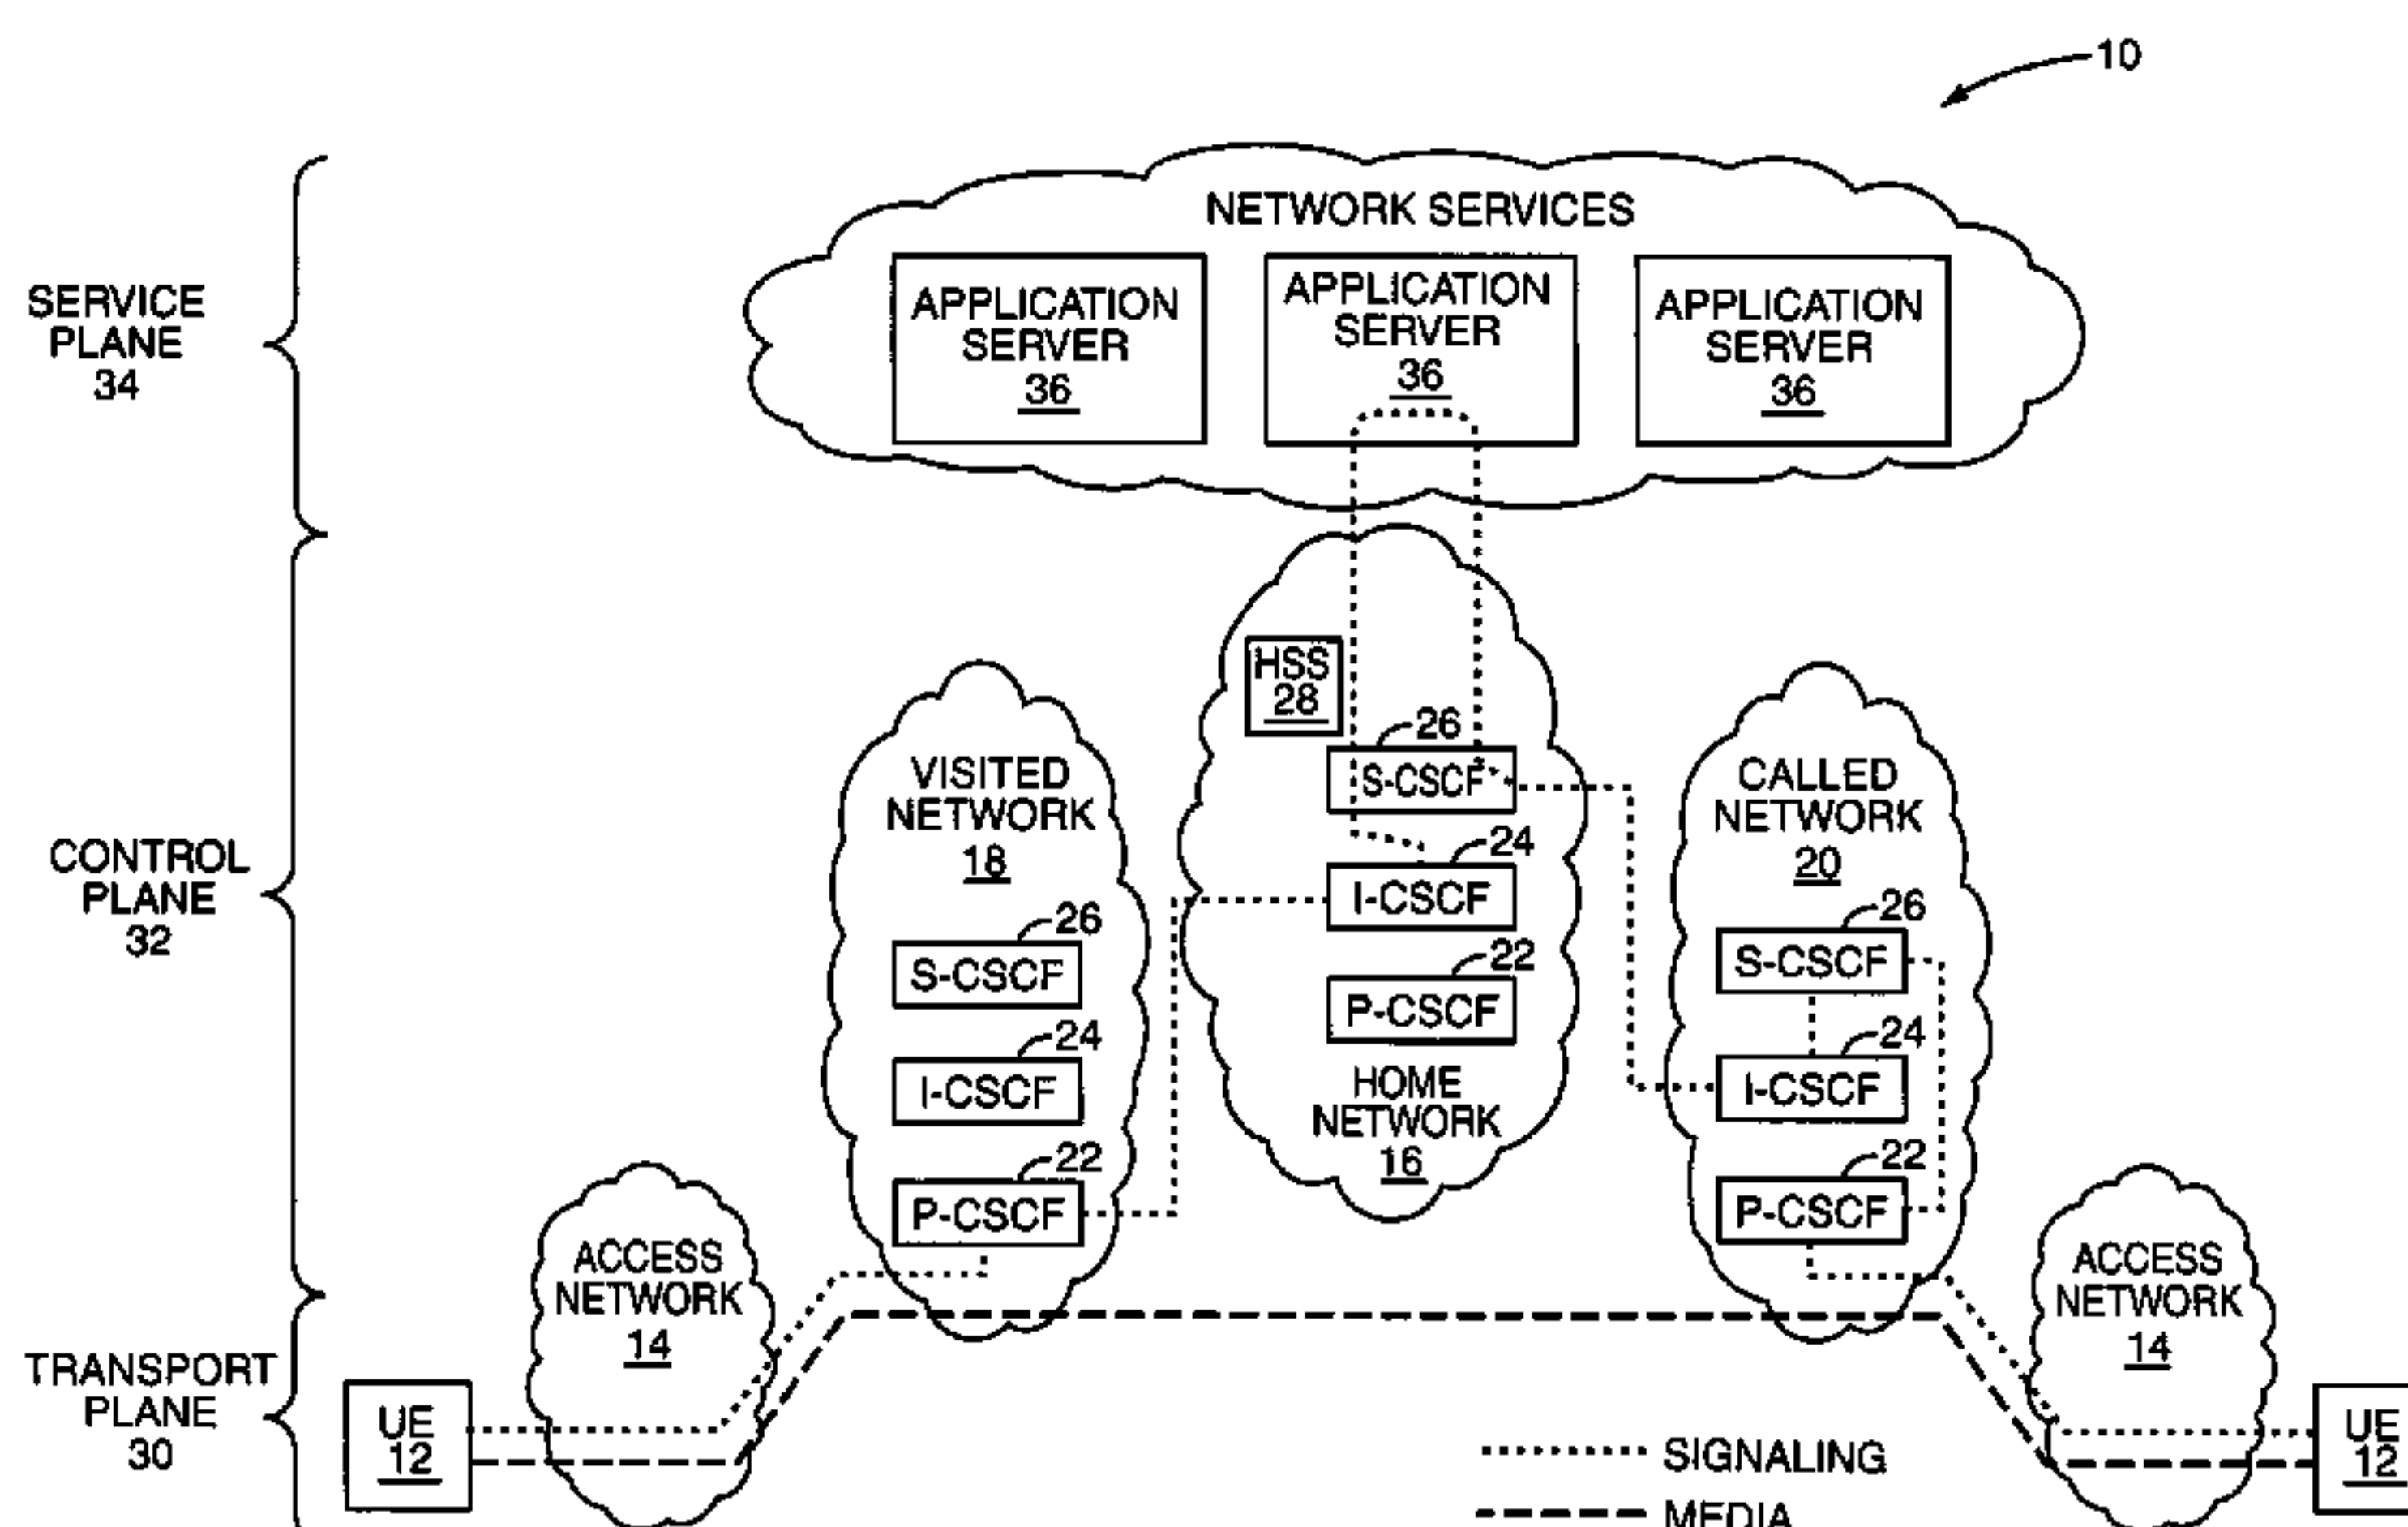 10
NETWORK SERVICES
APPLICATION
SERVER
36
APPLICATION
SERVER
36
APPLICATION
SERVER
36
SERVICE
PLANE
34
HSS
28
26
S-CSCF
24
I-CSCF
22
P-CSCF
HOME
NETWORK
16
VISITED
NETWORK
18
26
S-CSCF
24
I-CSCF
22
P-CSCF
CALLED
NETWORK
20
26
S-CSCF
24
I-CSCF
22
P-CSCF
CONTROL
PLANE
32
ACCESS
NETWORK
14
ACCESS
NETWORK
14
TRANSPORT
PLANE
30
UE
12
UE
12
SIGNALING
MEDIA